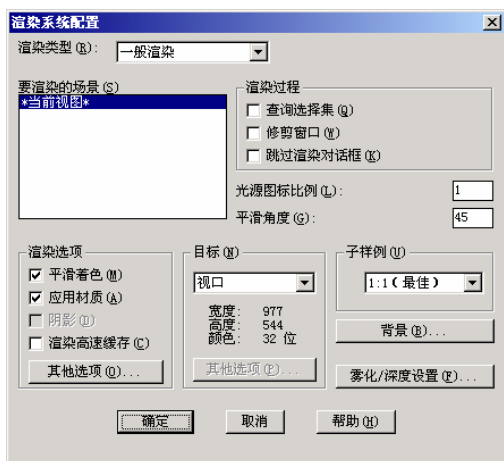 渲染系统配置
渲染类型(R): 一般渲染
要渲染的场景(S)
*当前视图*
渲染过程
查询选择集(Q)
修剪窗口(W)
跳过渲染对话框(K)
光源图标比例(L): 1
平滑角度(G): 45
渲染选项
平滑着色(M)
应用材质(A)
阴影(D)
渲染高速缓存(C)
其他选项(O)...
目标(N)
视口
宽度: 977
高度: 544
颜色: 32 位
其他选项(P)...
子样例(U)
1:1(最佳)
背景(B)...
雾化/深度设置(F)...
确定 取消 帮助(H)